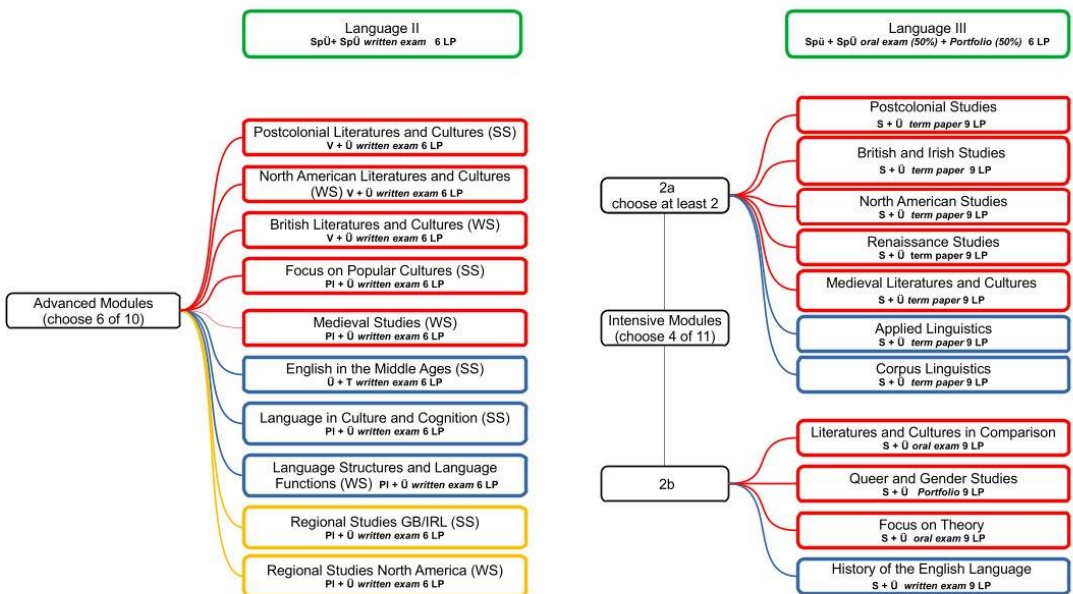 Language II
SpÜ+ SpÜ written exam 6 LP
Language III
Spü + SpÜ oral exam (50%) + Portfolio (50%) 6 LP
Advanced Modules
(choose 6 of 10)
Postcolonial Literatures and Cultures (SS)
V + Ü written exam 6 LP
North American Literatures and Cultures
(WS) V + Ü written exam 6 LP
British Literatures and Cultures (WS)
V + Ü written exam 6 LP
Focus on Popular Cultures (SS)
PI + Ü written exam 6 LP
Medieval Studies (WS)
PI + Ü written exam 6 LP
English in the Middle Ages (SS)
Ü + T written exam 6 LP
Language in Culture and Cognition (SS)
PI + Ü written exam 6 LP
Language Structures and Language
Functions (WS) PI + Ü written exam 6 LP
Regional Studies GB/IRL (SS)
PI + Ü written exam 6 LP
Regional Studies North America (WS)
PI + Ü written exam 6 LP
Intensive Modules
(choose 4 of 11)
2a
choose at least 2
Postcolonial Studies
S + Ü term paper 9 LP
British and Irish Studies
S + Ü term paper 9 LP
North American Studies
S + Ü term paper 9 LP
Renaissance Studies
S + Ü term paper 9 LP
Medieval Literatures and Cultures
S + Ü term paper 9 LP
Applied Linguistics
S + Ü term paper 9 LP
Corpus Linguistics
S + Ü term paper 9 LP
2b
Literatures and Cultures in Comparison
S + Ü oral exam 9 LP
Queer and Gender Studies
S + Ü Portfolio 9 LP
Focus on Theory
S + Ü oral exam 9 LP
History of the English Language
S + Ü written exam 9 LP